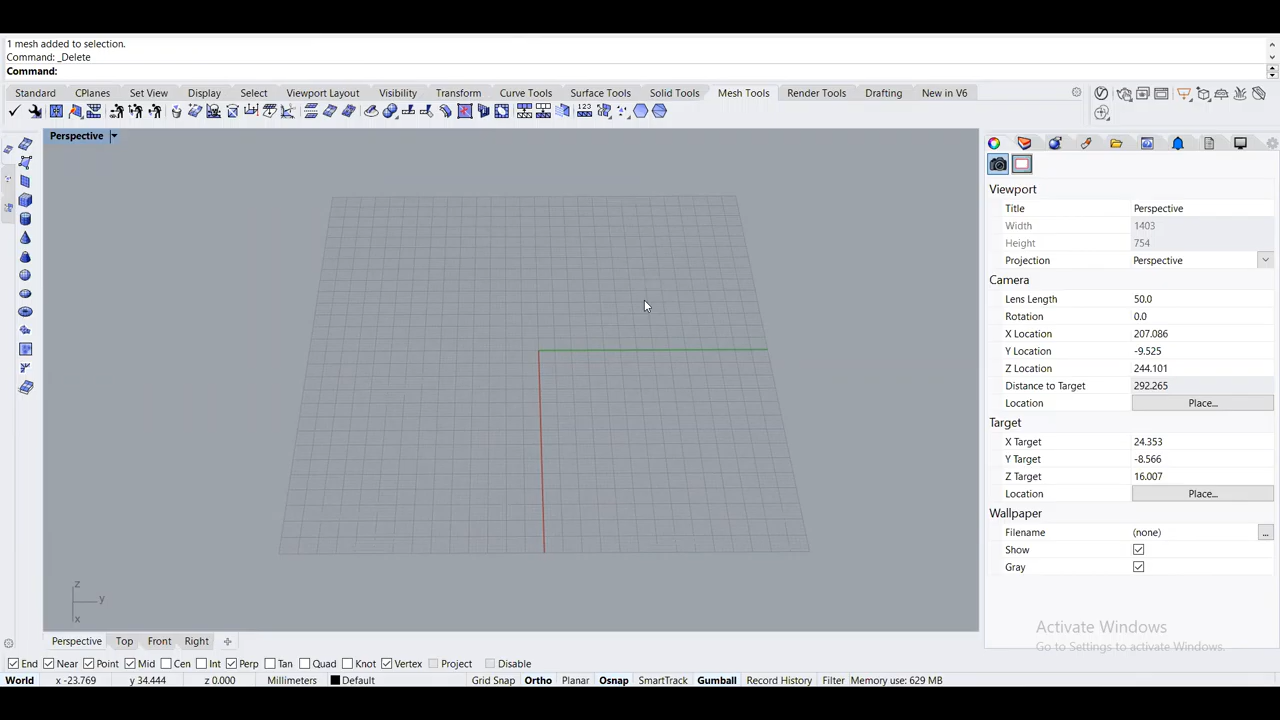 1 mesh added to selection.
Command: _Delete
Command:
Standard CPlanes Set View Display Select Viewport Layout Visibility Transform Curve Tools Surface Tools Solid Tools Mesh Tools Render Tools Drafting New in V6
Perspective
Viewport
Title Perspective
Width 1403
Height 754
Projection Perspective
Camera
Lens Length 50.0
Rotation 0.0
X Location 207.086
Y Location -9.525
Z Location 244.101
Distance to Target 292.265
Location Place...
Target
X Target 24.353
Y Target -8.566
Z Target 16.007
Location Place...
Wallpaper
Filename (none) ...
Show
Gray
z
y
x
Activate Windows
Go to Settings to activate Windows.
Perspective Top Front Right
End Near Point Mid Cen Int Perp Tan Quad Knot Vertex Project Disable
World x -23.769 y 34.444 z 0.000 Millimeters Default Grid Snap Ortho Planar Osnap SmartTrack Gumball Record History Filter Memory use: 629 MB